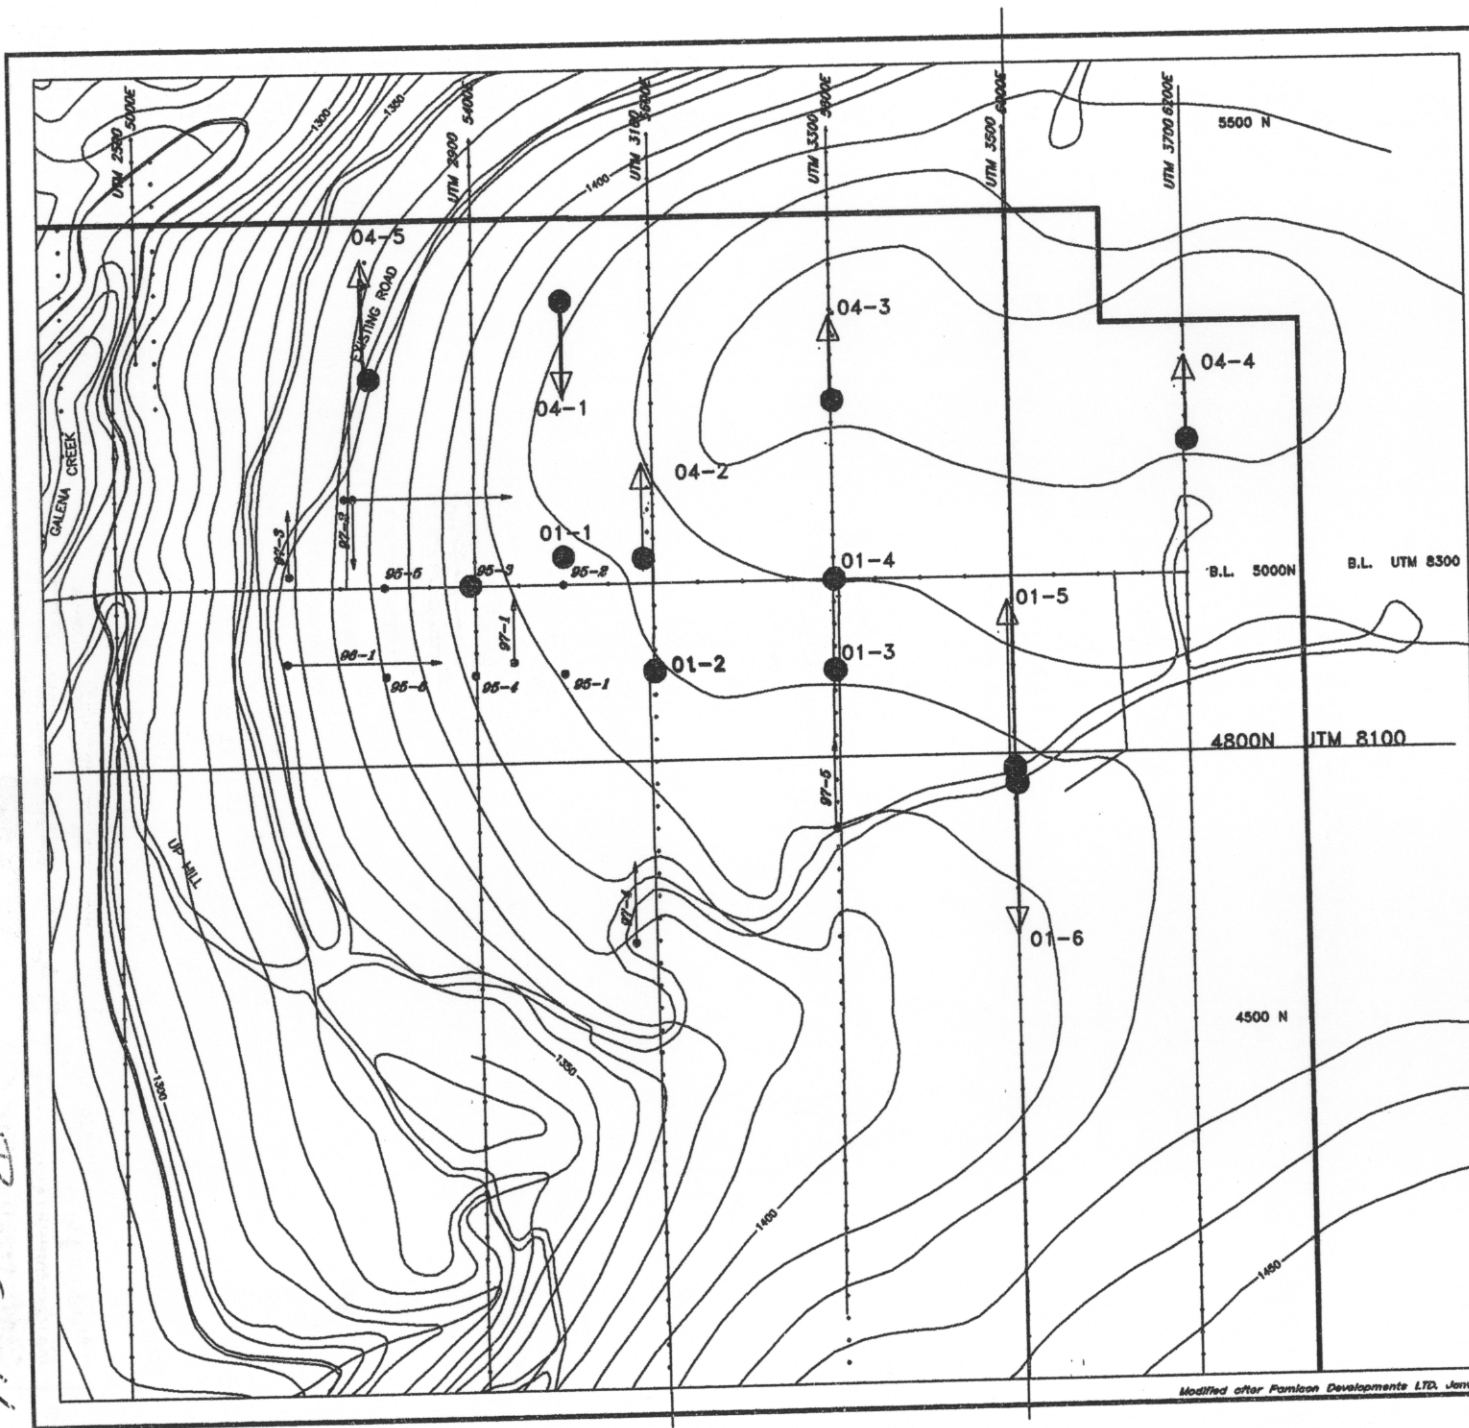 1300
1350
UTM 2500 5000E
UTM 2900 5400E
UTM 3100 5600E
UTM 3300 5800E
UTM 3500 6000E
UTM 3700 6200E
5500 N
1400
04-5
EXISTING ROAD
04-3
04-4
04-1
04-2
GALENA CREEK
97-3
97-2
01-1
95-5
95-3
95-2
01-4
B.L. 5000N
B.L. UTM 8300
01-5
97-1
96-1
01-2
01-3
95-6
95-4
95-1
4800N UTM 8100
97-5
UP HILL
97-4
01-6
4500 N
1300
1350
1400
1450
Modified after Pamicon Developments LTD.